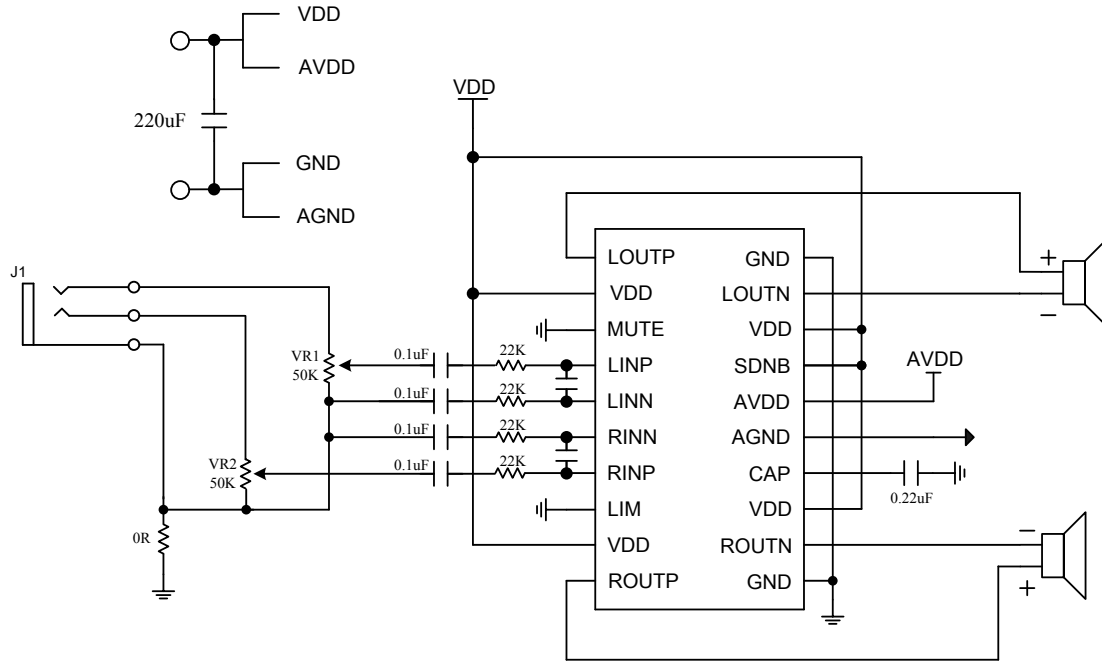 VDD
AVDD
220uF
GND
AGND
VDD
J1
VR1
50K
VR2
50K
0R
0.1uF
22K
0.1uF
22K
0.1uF
22K
0.1uF
22K
LOUTP
VDD
MUTE
LINP
LINN
RINN
RINP
LIM
VDD
ROUTP
GND
LOUTN
VDD
SDNB
AVDD
AGND
CAP
VDD
ROUTN
GND
AVDD
0.22uF
+
−
−
+